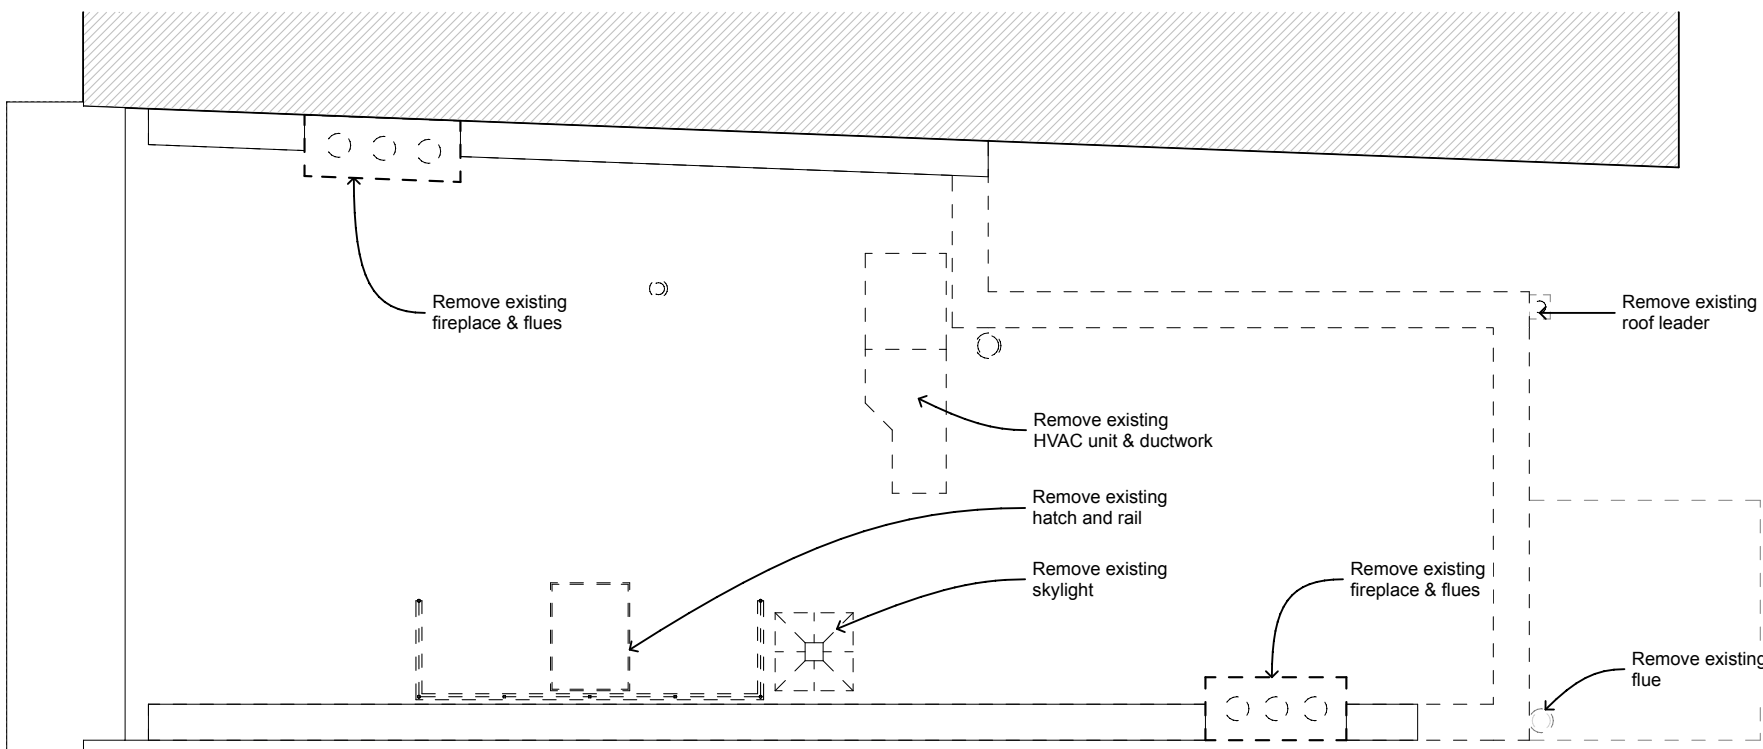 Remove existing
fireplace & flues
Remove existing
roof leader
Remove existing
HVAC unit & ductwork
Remove existing
hatch and rail
Remove existing
skylight
Remove existing
fireplace & flues
Remove existing
flue